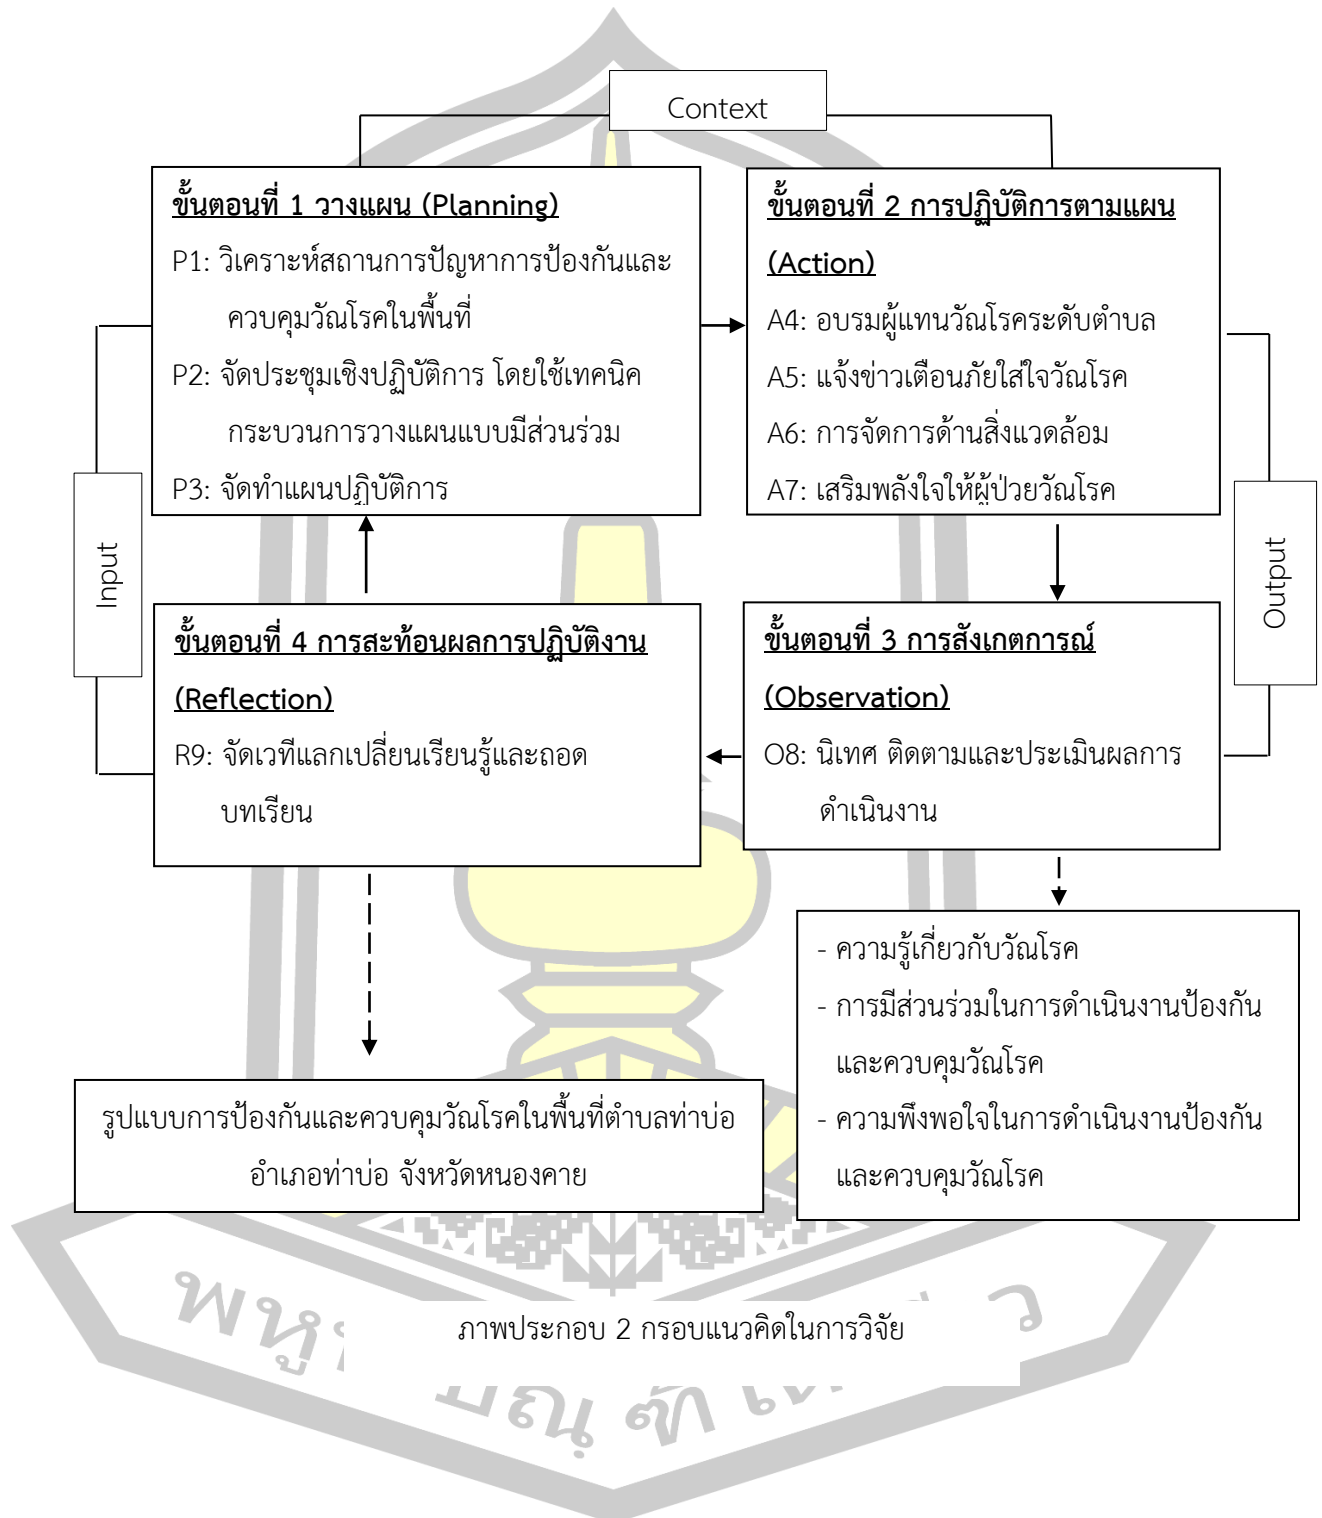 Context
ขั้นตอนที่ 1 วางแผน (Planning)
P1: วิเคราะห์สถานการปัญหาการป้องกันและ
ควบคุมวัณโรคในพื้นที่
P2: จัดประชุมเชิงปฏิบัติการ โดยใช้เทคนิค
กระบวนการวางแผนแบบมีส่วนร่วม
P3: จัดทำแผนปฏิบัติการ
ขั้นตอนที่ 2 การปฏิบัติการตามแผน
(Action)
A4: อบรมผู้แทนวัณโรคระดับตำบล
A5: แจ้งข่าวเตือนภัยใส่ใจวัณโรค
A6: การจัดการด้านสิ่งแวดล้อม
A7: เสริมพลังใจให้ผู้ป่วยวัณโรค
Input
Output
ขั้นตอนที่ 4 การสะท้อนผลการปฏิบัติงาน
(Reflection)
R9: จัดเวทีแลกเปลี่ยนเรียนรู้และถอด
บทเรียน
ขั้นตอนที่ 3 การสังเกตการณ์
(Observation)
O8: นิเทศ ติดตามและประเมินผลการ
ดำเนินงาน
- ความรู้เกี่ยวกับวัณโรค
- การมีส่วนร่วมในการดำเนินงานป้องกัน
และควบคุมวัณโรค
- ความพึงพอใจในการดำเนินงานป้องกัน
และควบคุมวัณโรค
รูปแบบการป้องกันและควบคุมวัณโรคในพื้นที่ตำบลท่าบ่อ
อำเภอท่าบ่อ จังหวัดหนองคาย
ภาพประกอบ 2 กรอบแนวคิดในการวิจัย